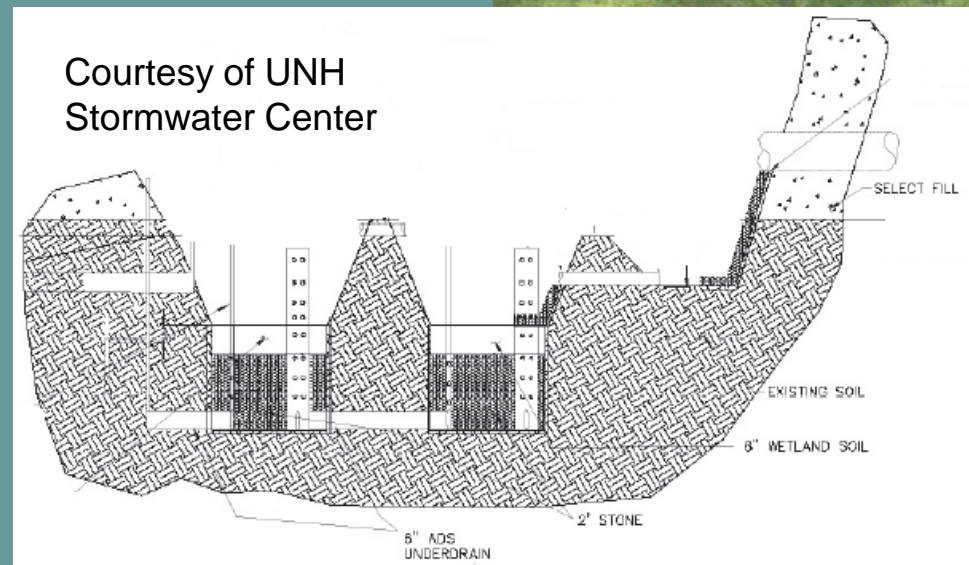 Courtesy of UNH
Stormwater Center
SELECT FILL
EXISTING SOIL
6" WETLAND SOIL
2' STONE
6" ADS
UNDERDRAIN